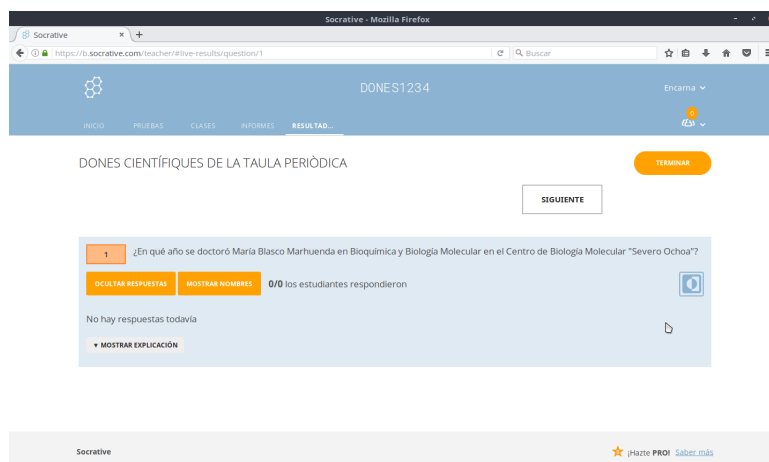 Socrative - Mozilla Firefox
Socrative × +
https://b.socrative.com/teacher/#live-results/question/1 Buscar
DONES1234 Encarna
0
INICIO PRUEBAS CLASES INFORMES RESULTAD...
DONES CIENTÍFIQUES DE LA TAULA PERIÒDICA TERMINAR
SIGUIENTE
1 ¿En qué año se doctoró María Blasco Marhuenda en Bioquímica y Biología Molecular en el Centro de Biología Molecular "Severo Ochoa"?
OCULTAR RESPUESTAS MOSTRAR NOMBRES 0/0 los estudiantes respondieron
No hay respuestas todavía
▼ MOSTRAR EXPLICACIÓN
Socrative ¡Hazte PRO! Saber más